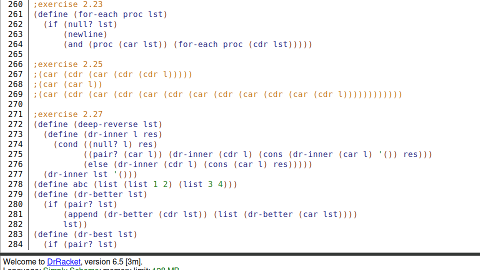 260 ;exercise 2.23
261 (define (for-each proc lst)
262   (if (null? lst)
263       (newline)
264       (and (proc (car lst)) (for-each proc (cdr lst)))))
265
266 ;exercise 2.25
267 ;(car (cdr (car (cdr (cdr l)))))
268 ;(car (car l))
269 ;(car (cdr (car (cdr (car (cdr (car (cdr (car (cdr (car (cdr l))))))))))))
270
271 ;exercise 2.27
272 (define (deep-reverse lst)
273   (define (dr-inner l res)
274     (cond ((null? l) res)
275           ((pair? (car l)) (dr-inner (cdr l) (cons (dr-inner (car l) '()) res)))
276           (else (dr-inner (cdr l) (cons (car l) res)))))
277   (dr-inner lst '()))
278 (define abc (list (list 1 2) (list 3 4)))
279 (define (dr-better lst)
280   (if (pair? lst)
281       (append (dr-better (cdr lst)) (list (dr-better (car lst))))
282       lst))
283 (define (dr-best lst)
284   (if (pair? lst)
Welcome to DrRacket, version 6.5 [3m].